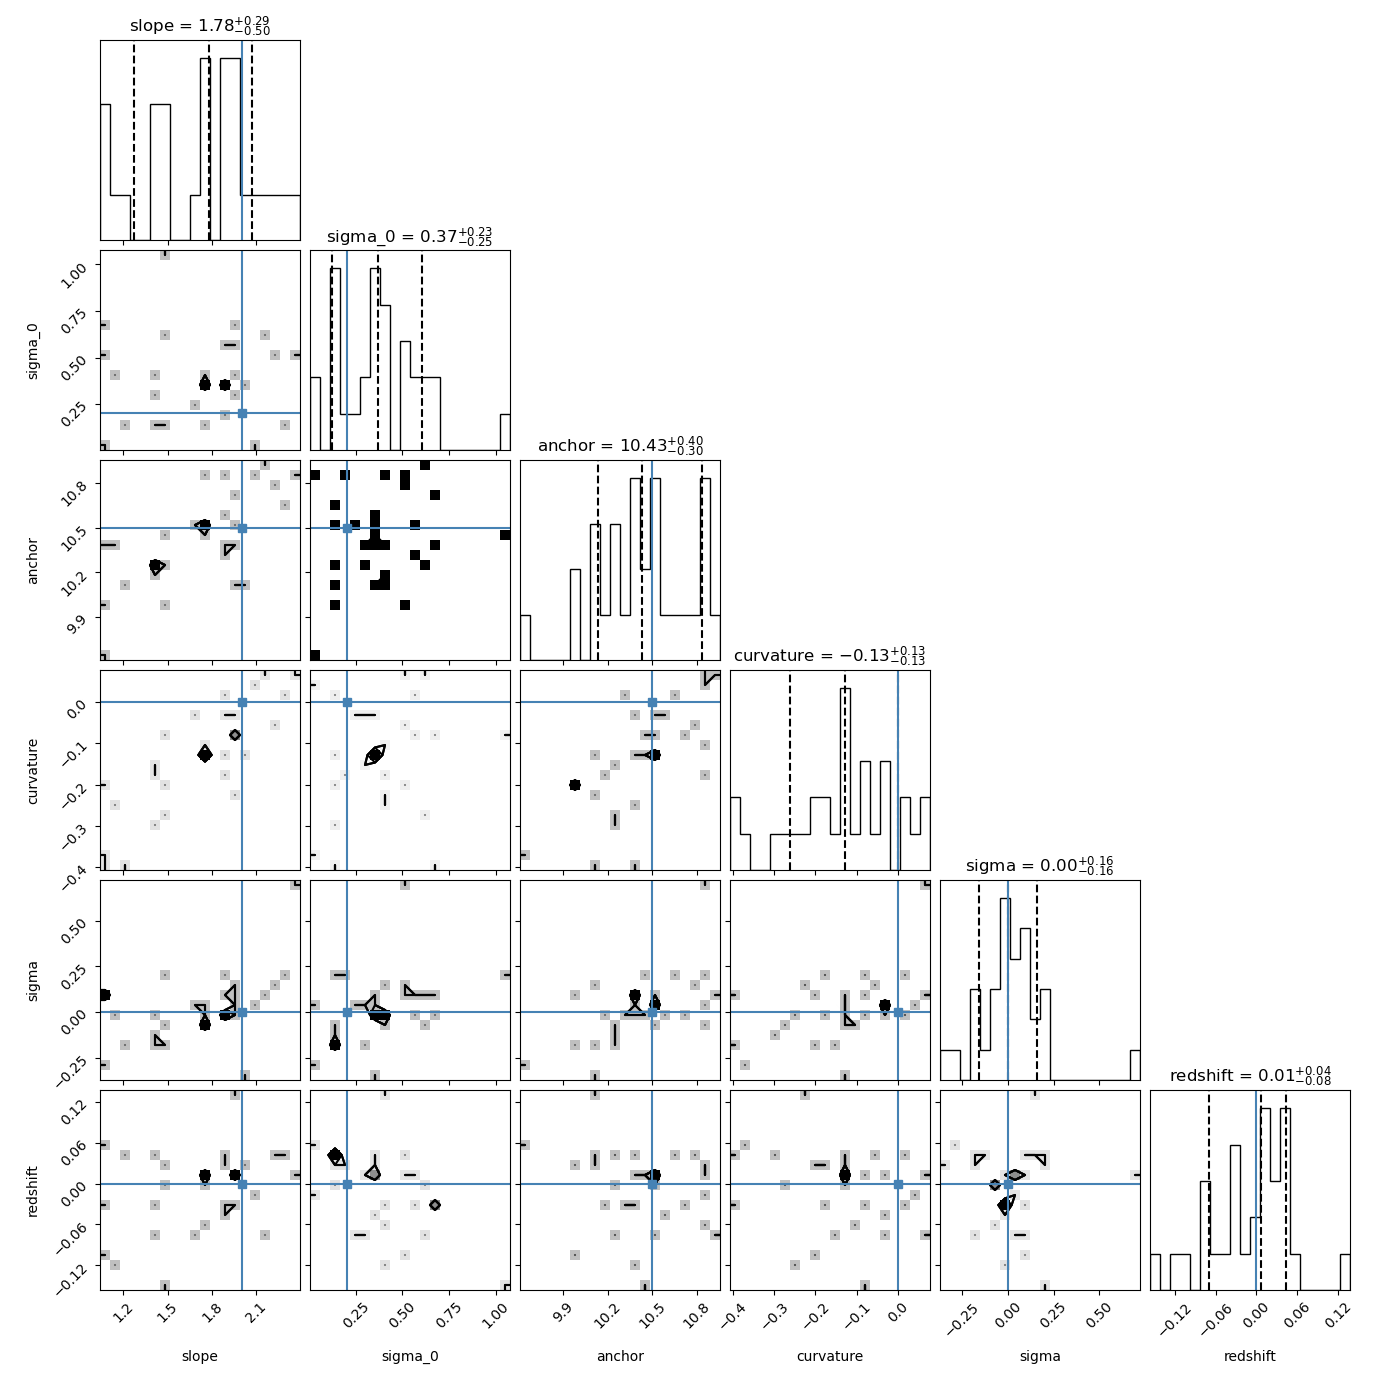 slope = 1.78+0.29−0.50
sigma_0 = 0.37+0.23−0.25
1.00
0.75
0.50
0.25
sigma_0
anchor = 10.43+0.40−0.30
10.8
10.5
10.2
9.9
anchor
curvature = −0.13+0.13−0.13
0.0
−0.1
−0.2
−0.3
−0.4
curvature
sigma = 0.00+0.16−0.16
0.50
0.25
0.00
−0.25
sigma
redshift = 0.01+0.04−0.08
0.12
0.06
0.00
−0.06
−0.12
redshift
1.2 1.5 1.8 2.1
0.25 0.50 0.75 1.00
9.9 10.2 10.5 10.8
−0.4 −0.3 −0.2 −0.1 0.0
−0.25 0.00 0.25 0.50
−0.12 −0.06 0.00 0.06 0.12
slope sigma_0 anchor curvature sigma redshift